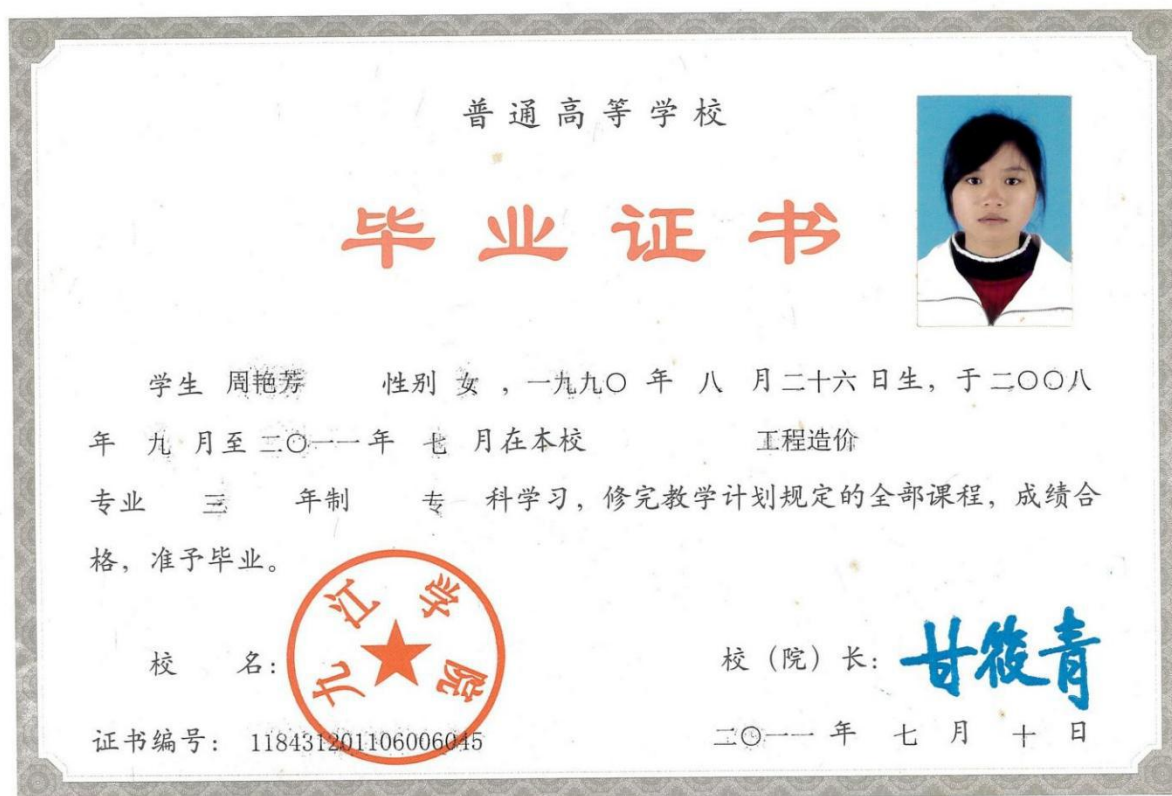 普通高等学校
毕业证书
学生 周艳芳 性别 女 ，一九九〇 年 八 月二十六日生，于二〇〇八
年 九 月至二〇一一年 七 月在本校 工程造价
专业 三 年制 专 科学习，修完教学计划规定的全部课程，成绩合
格，准予毕业。
九江学院
校 名：
校（院）长：甘筱青
证书编号：118431201106006045
二〇一一 年 七 月 十 日